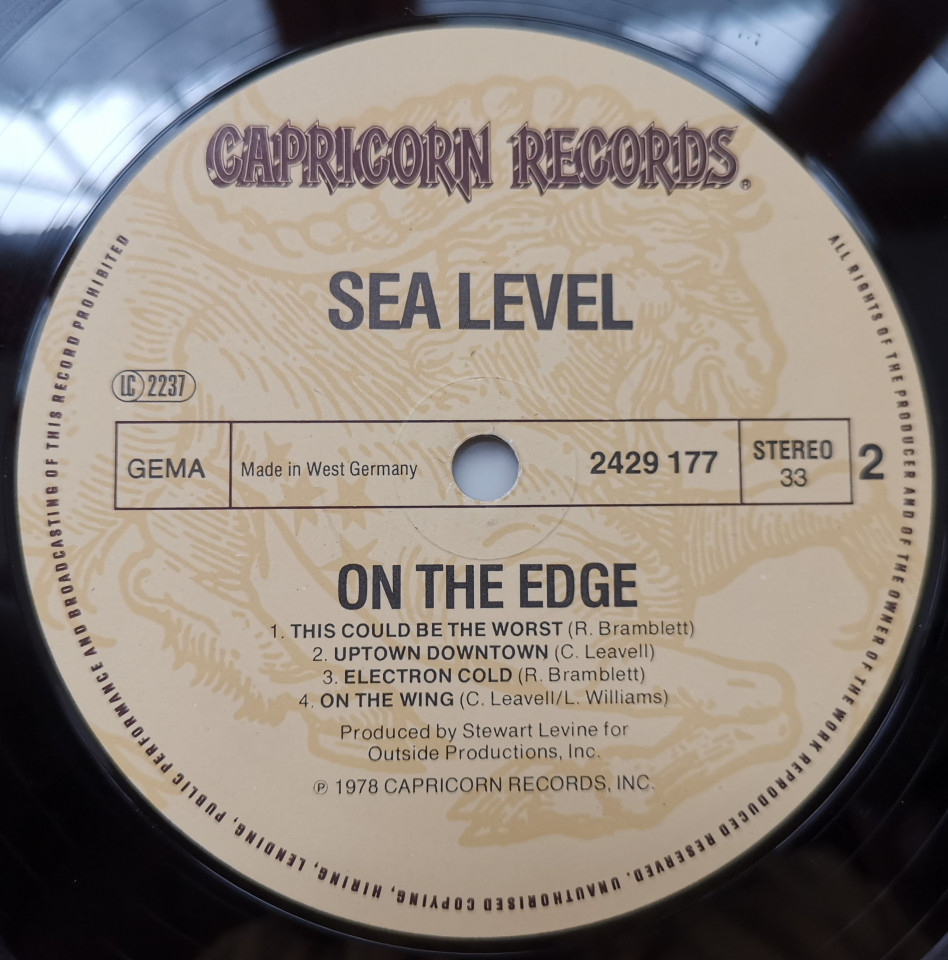 CAPRICORN RECORDS®
SEA LEVEL
LC 2237
GEMA
Made in West Germany
2429 177
STEREO
33
2
ON THE EDGE
1. THIS COULD BE THE WORST (R. Bramblett)
2. UPTOWN DOWNTOWN (C. Leavell)
3. ELECTRON COLD (R. Bramblett)
4. ON THE WING (C. Leavell/L. Williams)
Produced by Stewart Levine for
Outside Productions, Inc.
℗ 1978 CAPRICORN RECORDS, INC.
ALL RIGHTS OF THE PRODUCER AND OF THE OWNER OF THE WORK REPRODUCED RESERVED. UNAUTHORISED COPYING, HIRING, LENDING, PUBLIC PERFORMANCE AND BROADCASTING OF THIS RECORD PROHIBITED